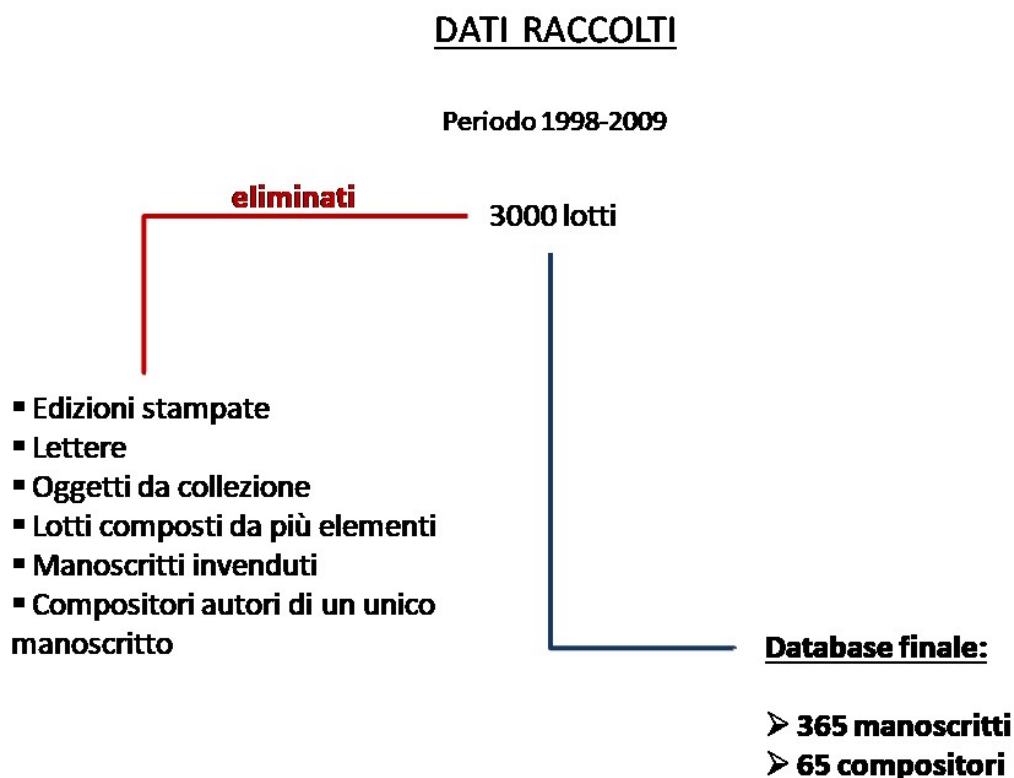 DATI RACCOLTI
Periodo 1998-2009
eliminati
3000 lotti
▪ Edizioni stampate
▪ Lettere
▪ Oggetti da collezione
▪ Lotti composti da più elementi
▪ Manoscritti invenduti
▪ Compositori autori di un unico
manoscritto
Database finale:
➢ 365 manoscritti
➢ 65 compositori